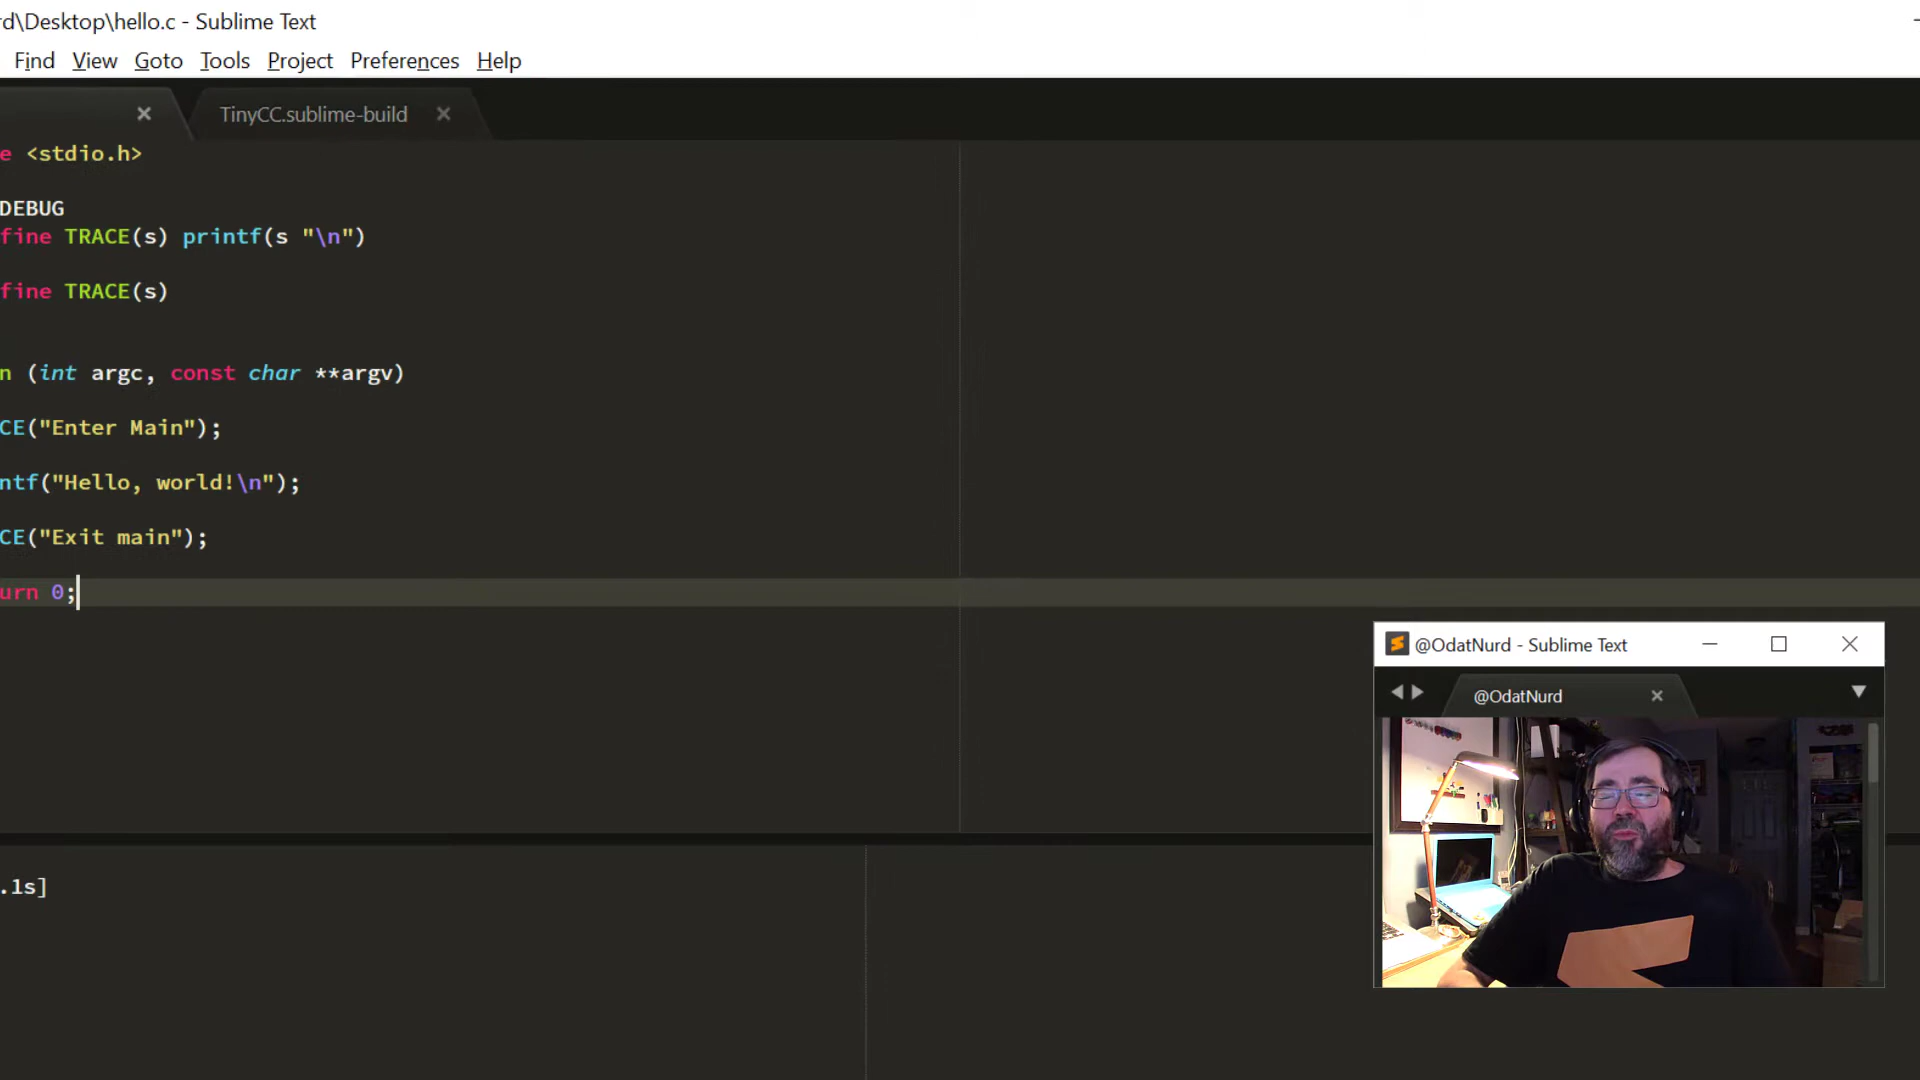 rd\Desktop\hello.c - Sublime Text
Find View Goto Tools Project Preferences Help
TinyCC.sublime-build
e <stdio.h>
DEBUG
fine TRACE(s) printf(s "\n")
fine TRACE(s)
n (int argc, const char **argv)
CE("Enter Main");
ntf("Hello, world!\n");
CE("Exit main");
urn 0;
@OdatNurd - Sublime Text
@OdatNurd
.1s]